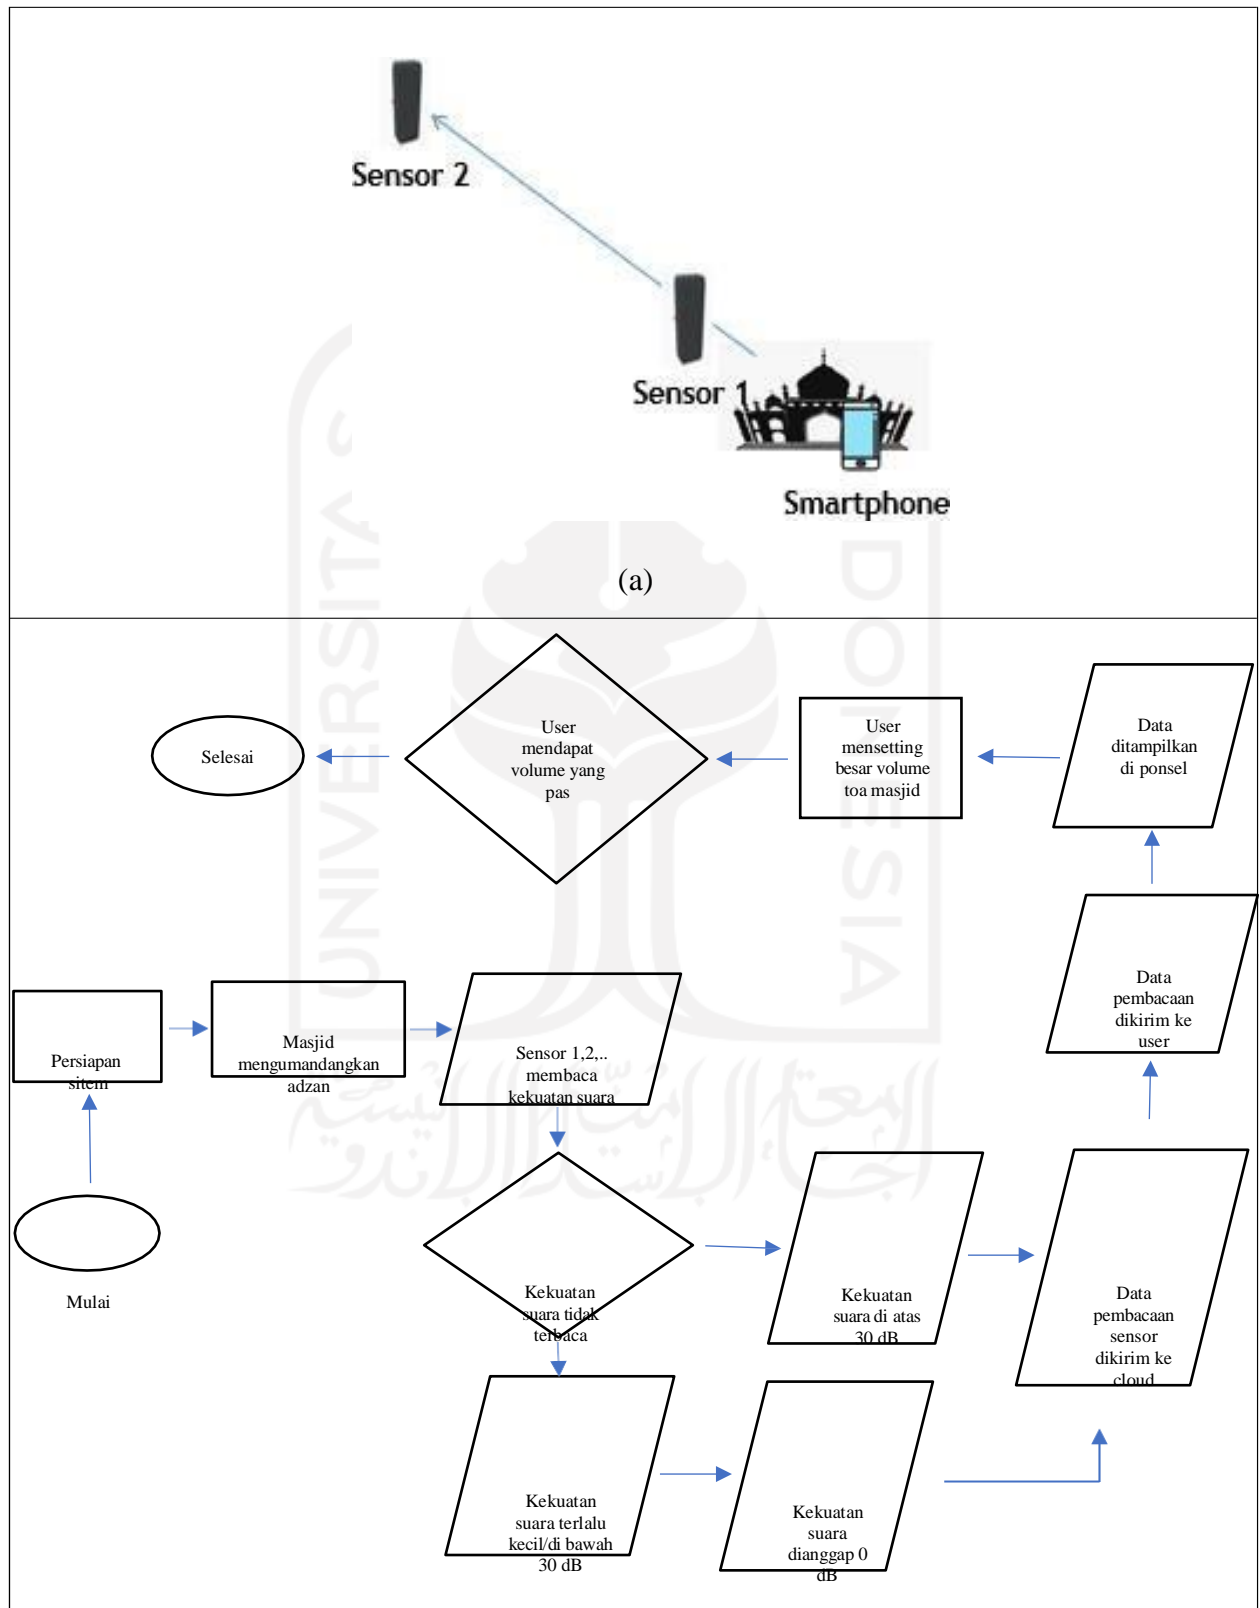 Sensor 2
Sensor 1
Smartphone
(a)
UNIVERSITAS
DONESIA
Selesai
User
mendapat
volume yang
pas
User
mensetting
besar volume
toa masjid
Data
ditampilkan
di ponsel
Persiapan
sitem
Masjid
mengumandangkan
adzan
Sensor 1,2,..
membaca
kekuatan suara
Data
pembacaan
dikirim ke
user
Mulai
Kekuatan
suara tidak
terbaca
Kekuatan
suara di atas
30 dB
Data
pembacaan
sensor
dikirim ke
cloud
Kekuatan
suara terlalu
kecil/di bawah
30 dB
Kekuatan
suara
dianggap 0
dB